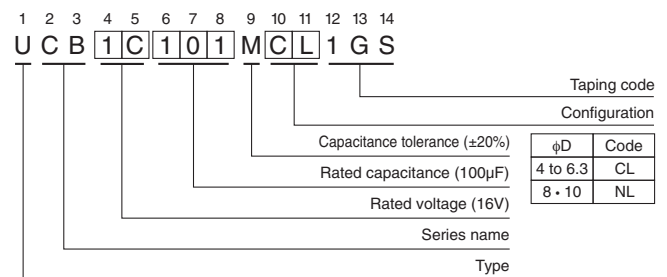 1 2 3 4 5 6 7 8 9 10 11 12 13 14
U C B 1 C 1 0 1 M C L 1 G S
Taping code
Configuration
Capacitance tolerance (±20%)
Rated capacitance (100µF)
Rated voltage (16V)
Series name
Type
ϕD Code
4 to 6.3 CL
8 • 10 NL